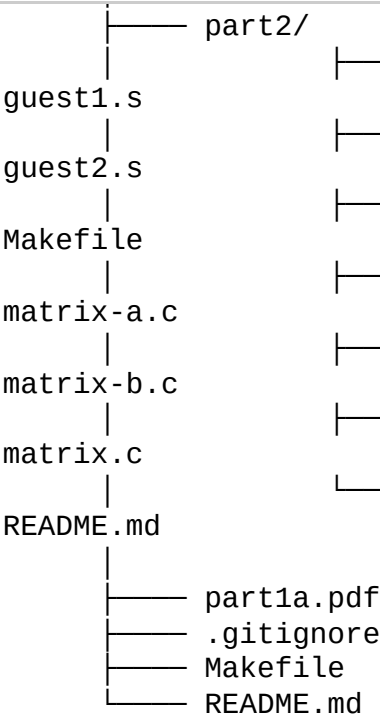 ├──── part2/
│ ├───
guest1.s
│ ├───
guest2.s
│ ├───
Makefile
│ ├───
matrix-a.c
│ ├───
matrix-b.c
│ ├───
matrix.c
│ └───
README.md
│
├──── part1a.pdf
├──── .gitignore
├──── Makefile
└──── README.md